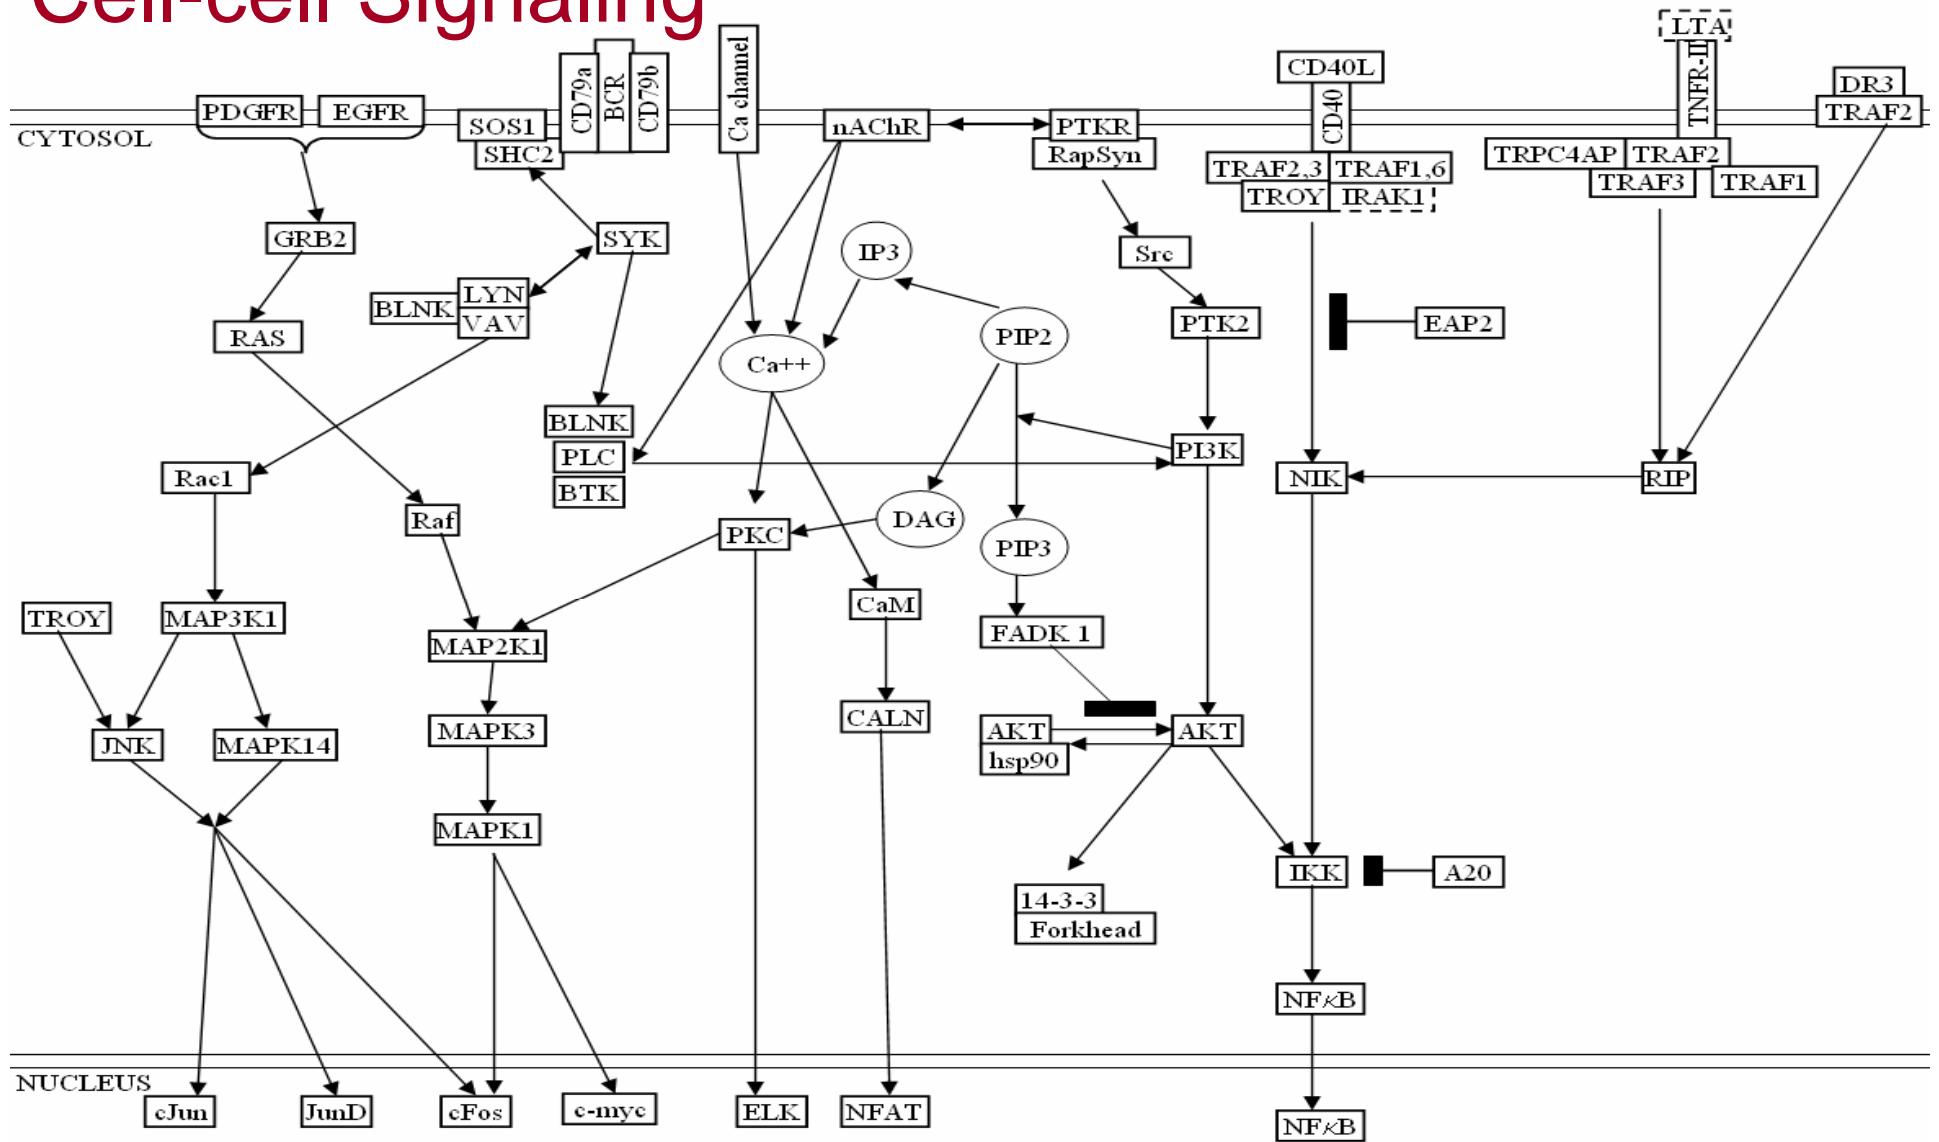 Cell-cell Signaling
LTA
CD40L
TNFR-II
DR3
CD79a
BCR
CD79b
Ca channel
PDGFR
EGFR
SOS1
nAChR
PTKR
CD40
TRAF2
CYTOSOL
SHC2
RapSyn
TRAF2,3
TRAF1,6
TRPC4AP
TRAF2
TROY
IRAK1
TRAF3
TRAF1
GRB2
SYK
IP3
Src
LYN
BLNK
VAV
RAS
PIP2
PTK2
EAP2
Ca++
BLNK
PLC
BTK
PI3K
Rac1
NIK
RIP
Raf
PKC
DAG
PIP3
TROY
MAP3K1
CaM
MAP2K1
FADK 1
JNK
MAPK14
MAPK3
CALN
AKT
hsp90
AKT
MAPK1
IKK
A20
14-3-3
Forkhead
NFκB
NUCLEUS
cJun
JunD
cFos
c-myc
ELK
NFAT
NFκB